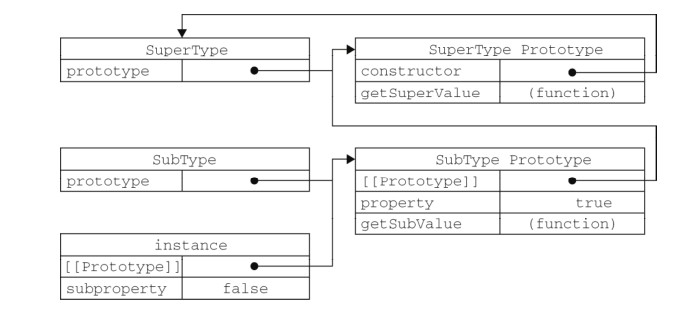 SuperType
prototype
SuperType Prototype
constructor
getSuperValue (function)
SubType
prototype
SubType Prototype
[[Prototype]]
property true
getSubValue (function)
instance
[[Prototype]]
subproperty false